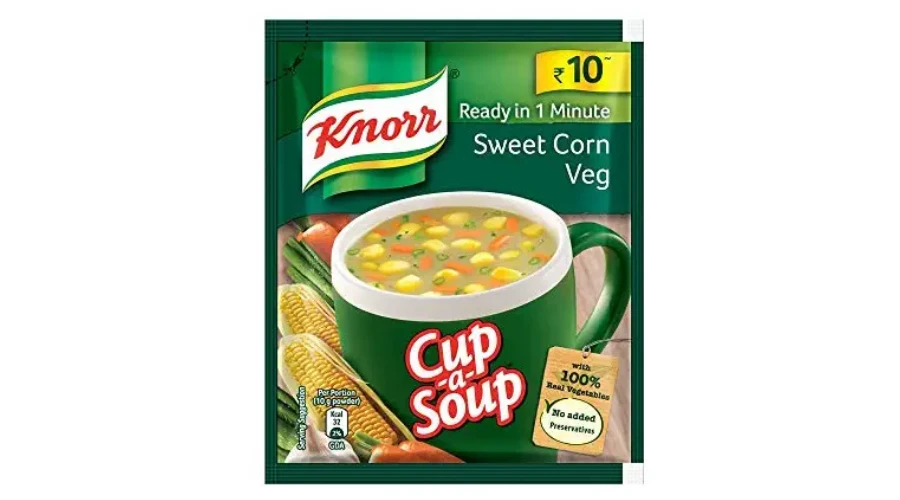 ₹10~
Knorr®
Ready in 1 Minute
Sweet Corn
Veg
Cup
-a-
Soup
with
100%
Real Vegetables
No added
Preservatives
Per Portion
(10 g powder)
Kcal
32
2%
GDA
Serving Suggestion